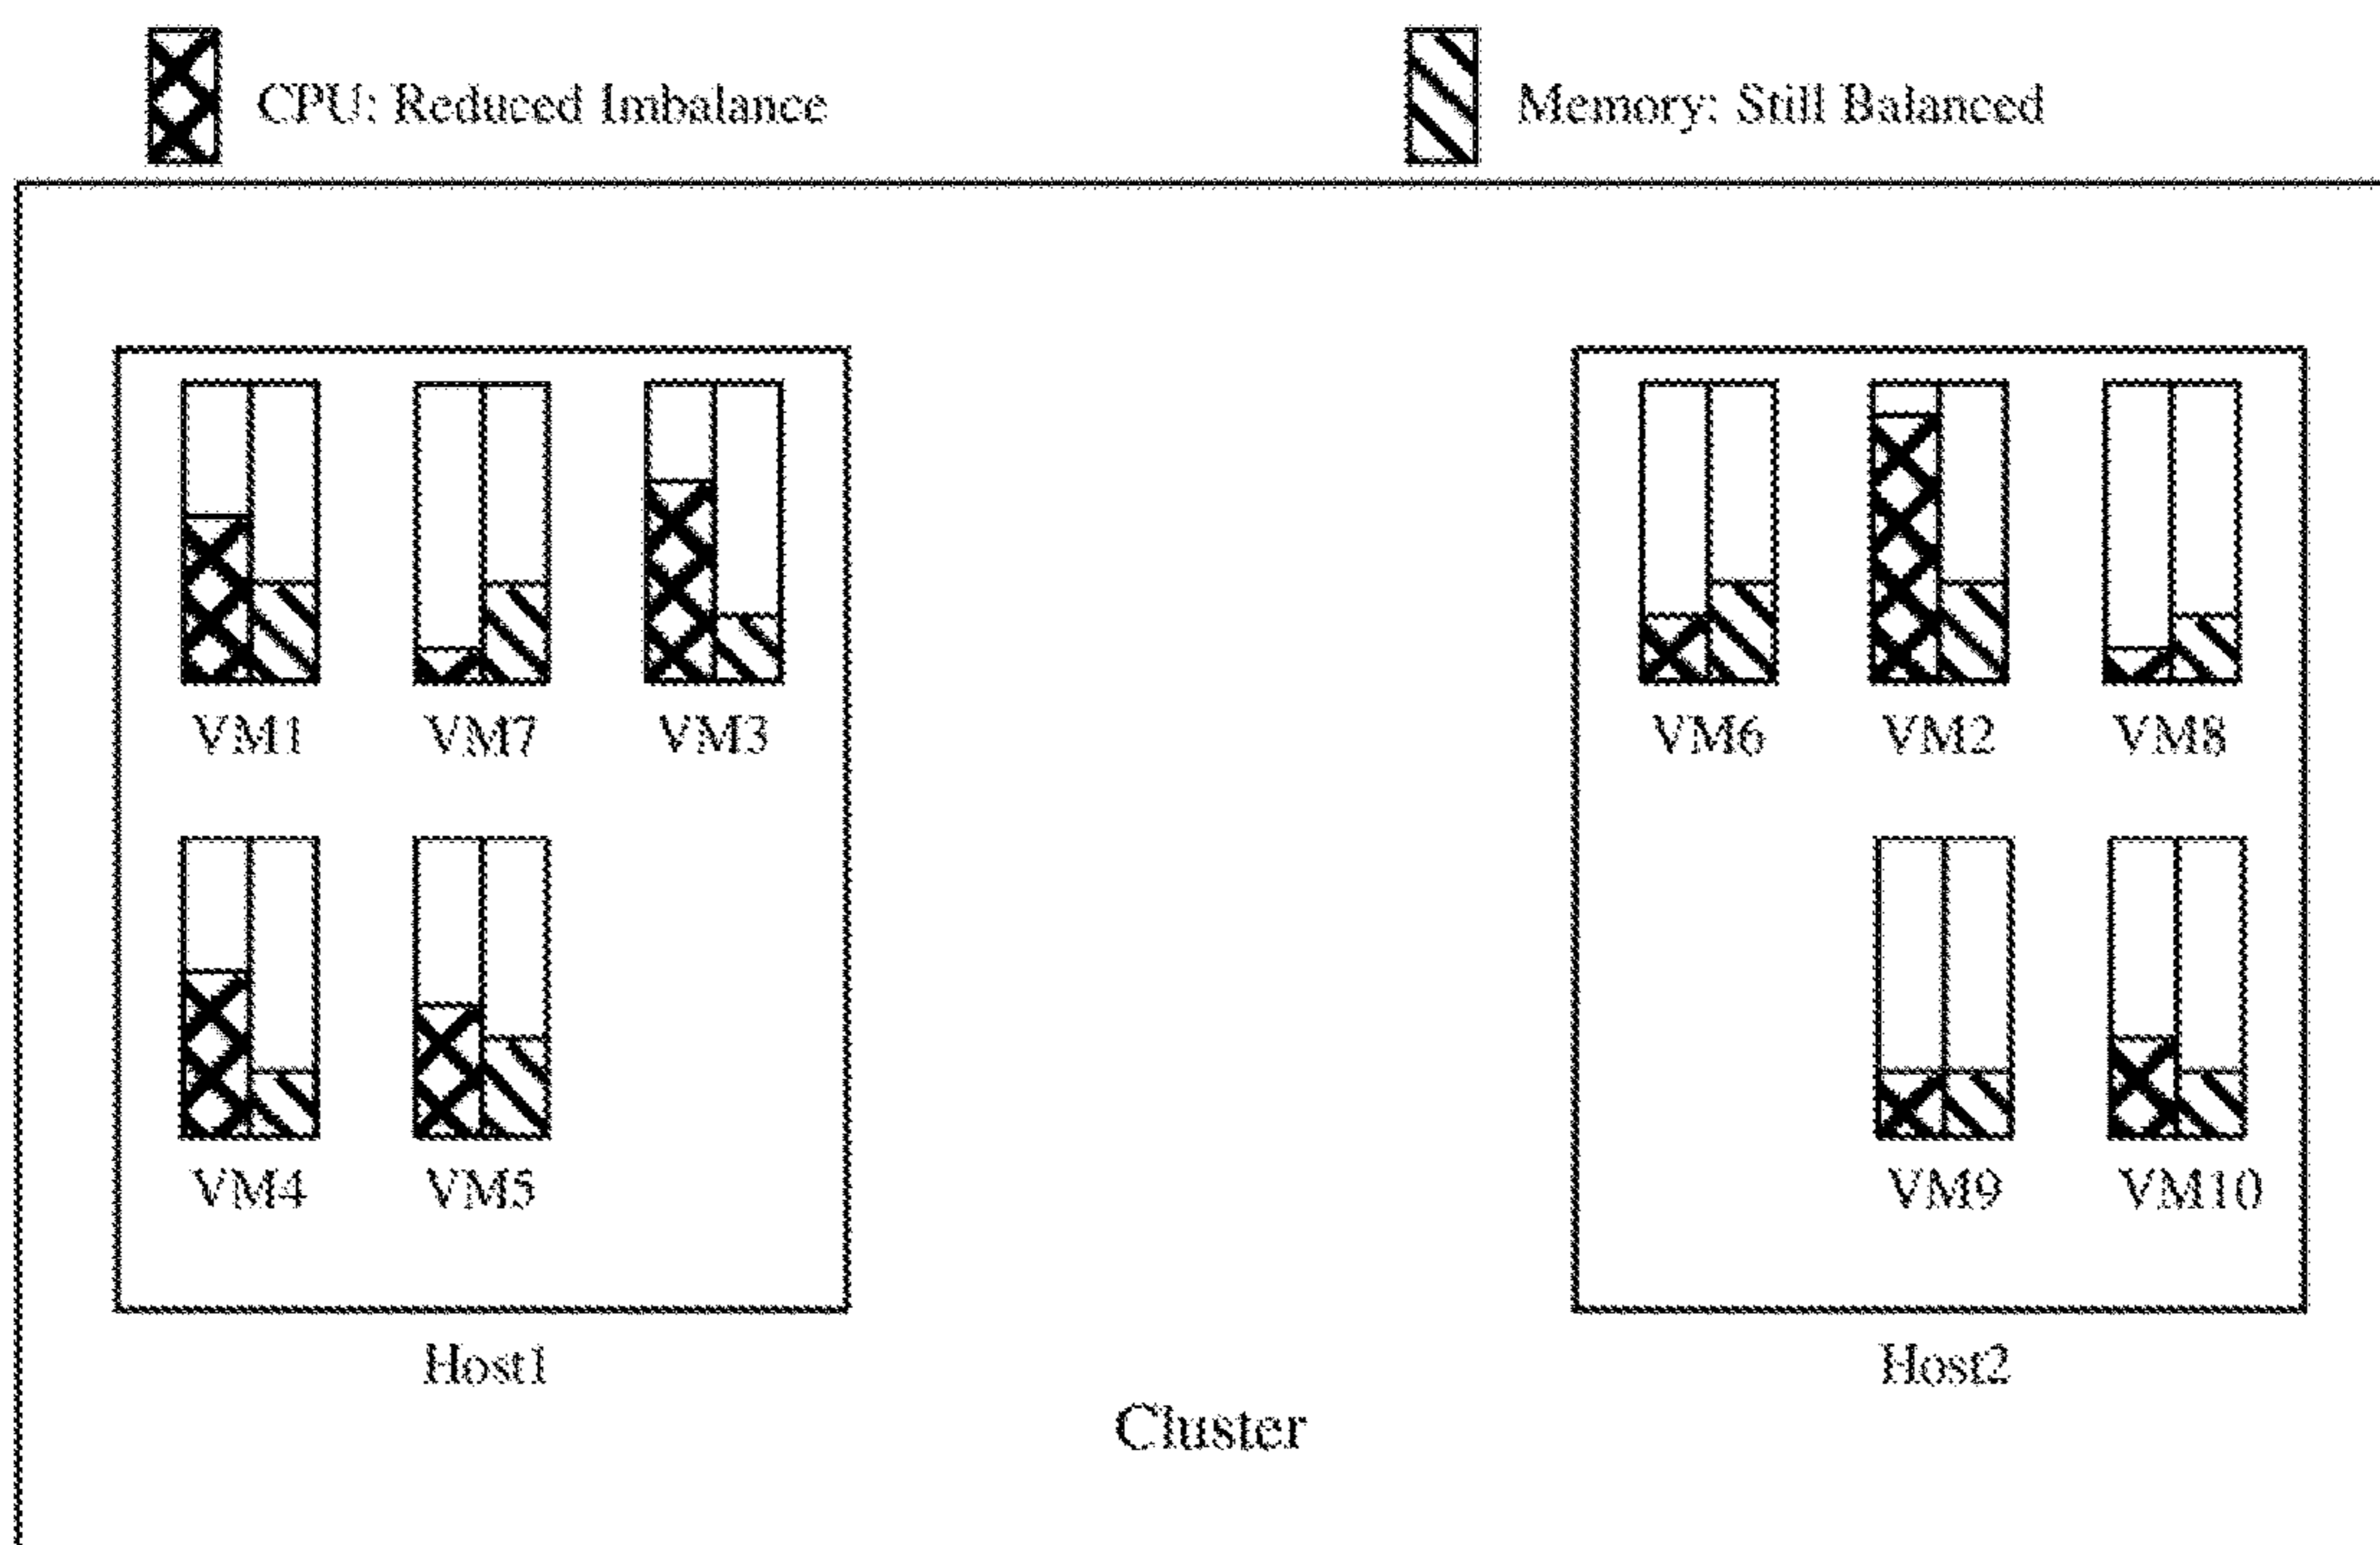 CPU: Reduced Imbalance
Memory: Still Balanced
VM1 VM7 VM3
VM4 VM5
Host1
VM6 VM2 VM8
VM9 VM10
Host2
Cluster